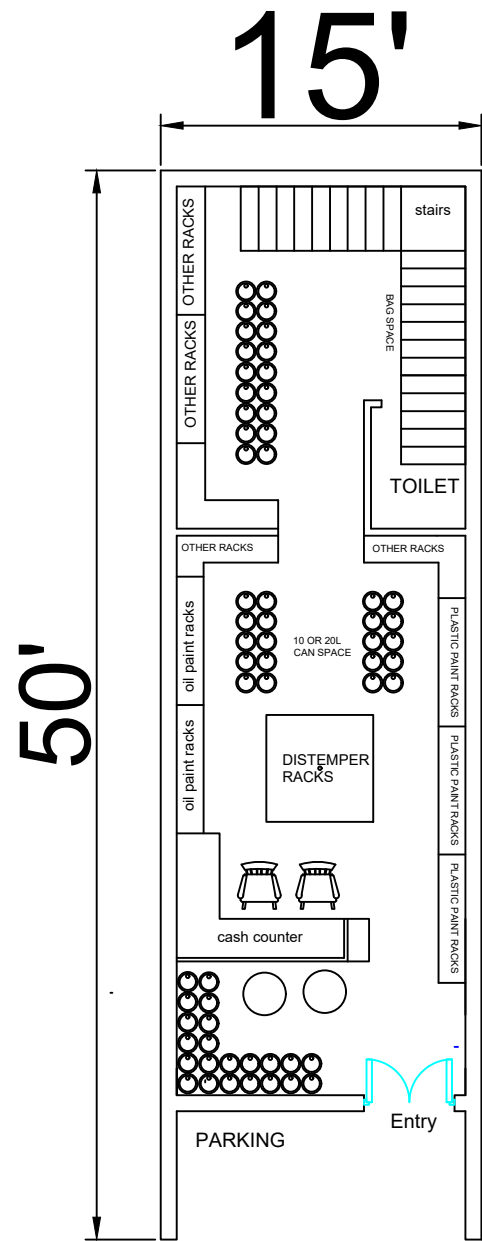 15'
50'
stairs
OTHER RACKS
OTHER RACKS
BAG SPACE
TOILET
OTHER RACKS
OTHER RACKS
oil paint racks
10 OR 20L
CAN SPACE
PLASTIC PAINT RACKS
oil paint racks
DISTEMPER
RACKS
PLASTIC PAINT RACKS
PLASTIC PAINT RACKS
cash counter
Entry
PARKING